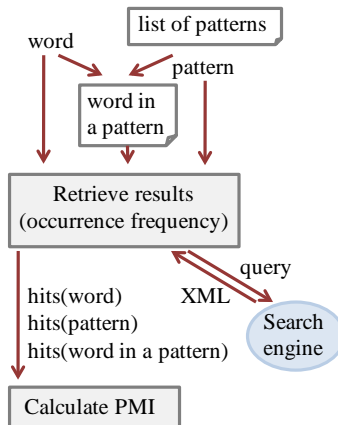 list of patterns
word
pattern
word in
a pattern
Retrieve results
(occurrence frequency)
query
XML
hits(word)
hits(pattern)
hits(word in a pattern)
Search
engine
Calculate PMI